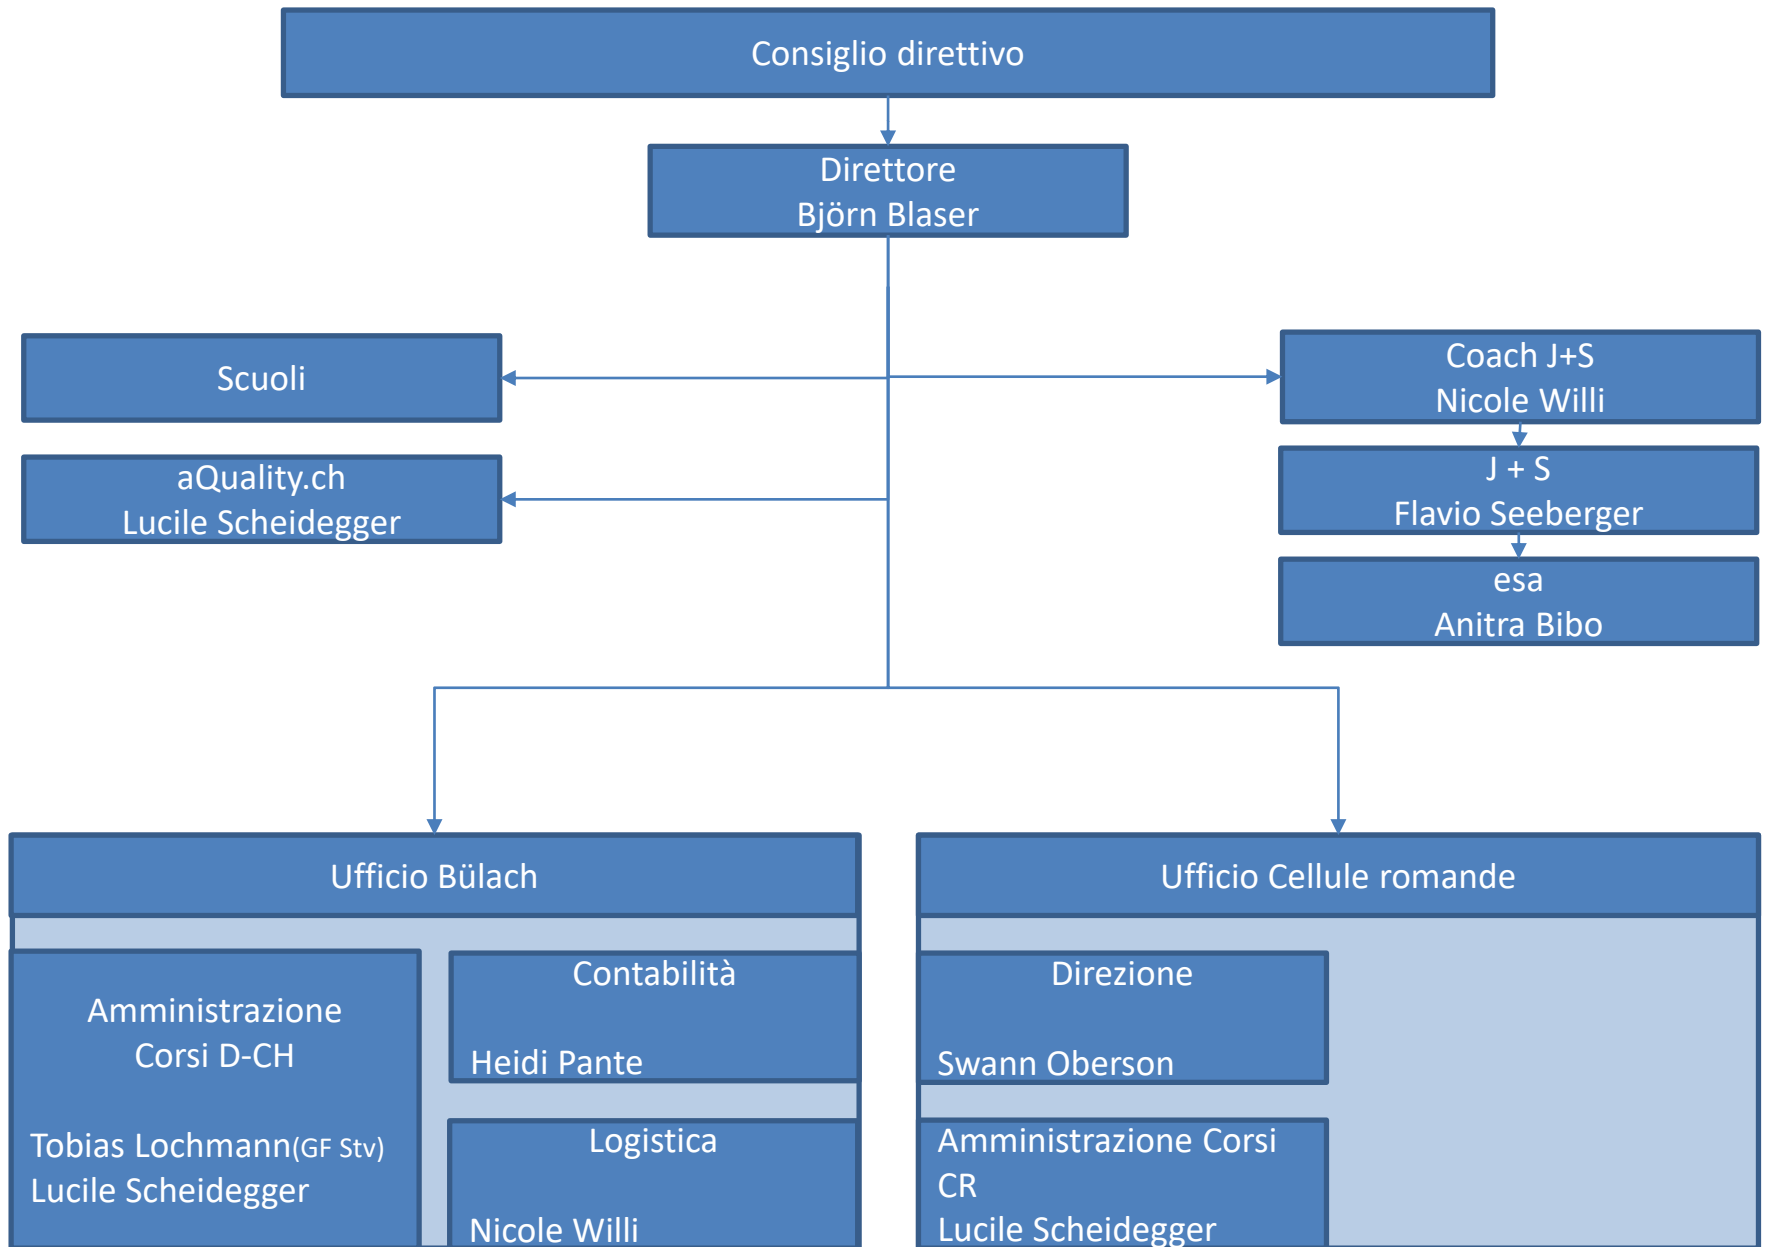 Consiglio direttivo
Direttore
Björn Blaser
Scuoli
aQuality.ch
Lucile Scheidegger
Coach J+S
Nicole Willi
J + S
Flavio Seeberger
esa
Anitra Bibo
Ufficio Bülach
Amministrazione
Corsi D-CH
Tobias Lochmann(GF Stv)
Lucile Scheidegger
Contabilità
Heidi Pante
Logistica
Nicole Willi
Ufficio Cellule romande
Direzione
Swann Oberson
Amministrazione Corsi
CR
Lucile Scheidegger